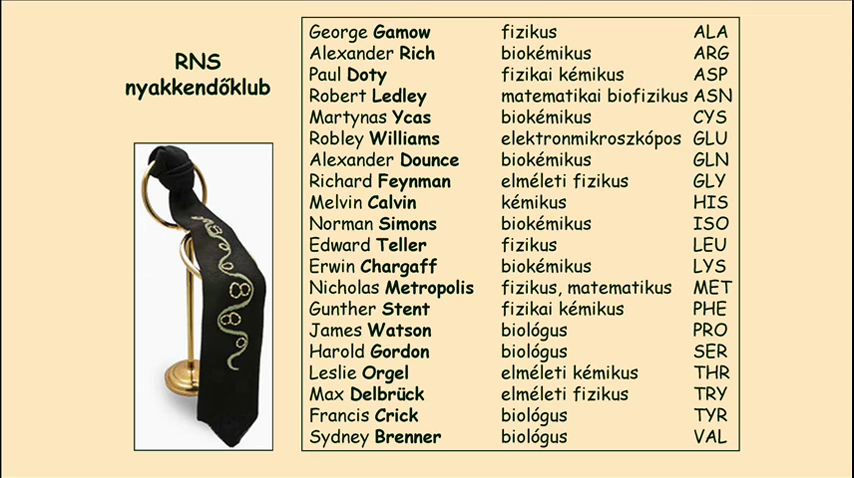 RNS
nyakkendőklub
George Gamow fizikus ALA
Alexander Rich biokémikus ARG
Paul Doty fizikai kémikus ASP
Robert Ledley matematikai biofizikus ASN
Martynas Ycas biokémikus CYS
Robley Williams elektronmikroszkópos GLU
Alexander Dounce biokémikus GLN
Richard Feynman elméleti fizikus GLY
Melvin Calvin kémikus HIS
Norman Simons biokémikus ISO
Edward Teller fizikus LEU
Erwin Chargaff biokémikus LYS
Nicholas Metropolis fizikus, matematikus MET
Gunther Stent fizikai kémikus PHE
James Watson biológus PRO
Harold Gordon biológus SER
Leslie Orgel elméleti kémikus THR
Max Delbrück elméleti fizikus TRY
Francis Crick biológus TYR
Sydney Brenner biológus VAL